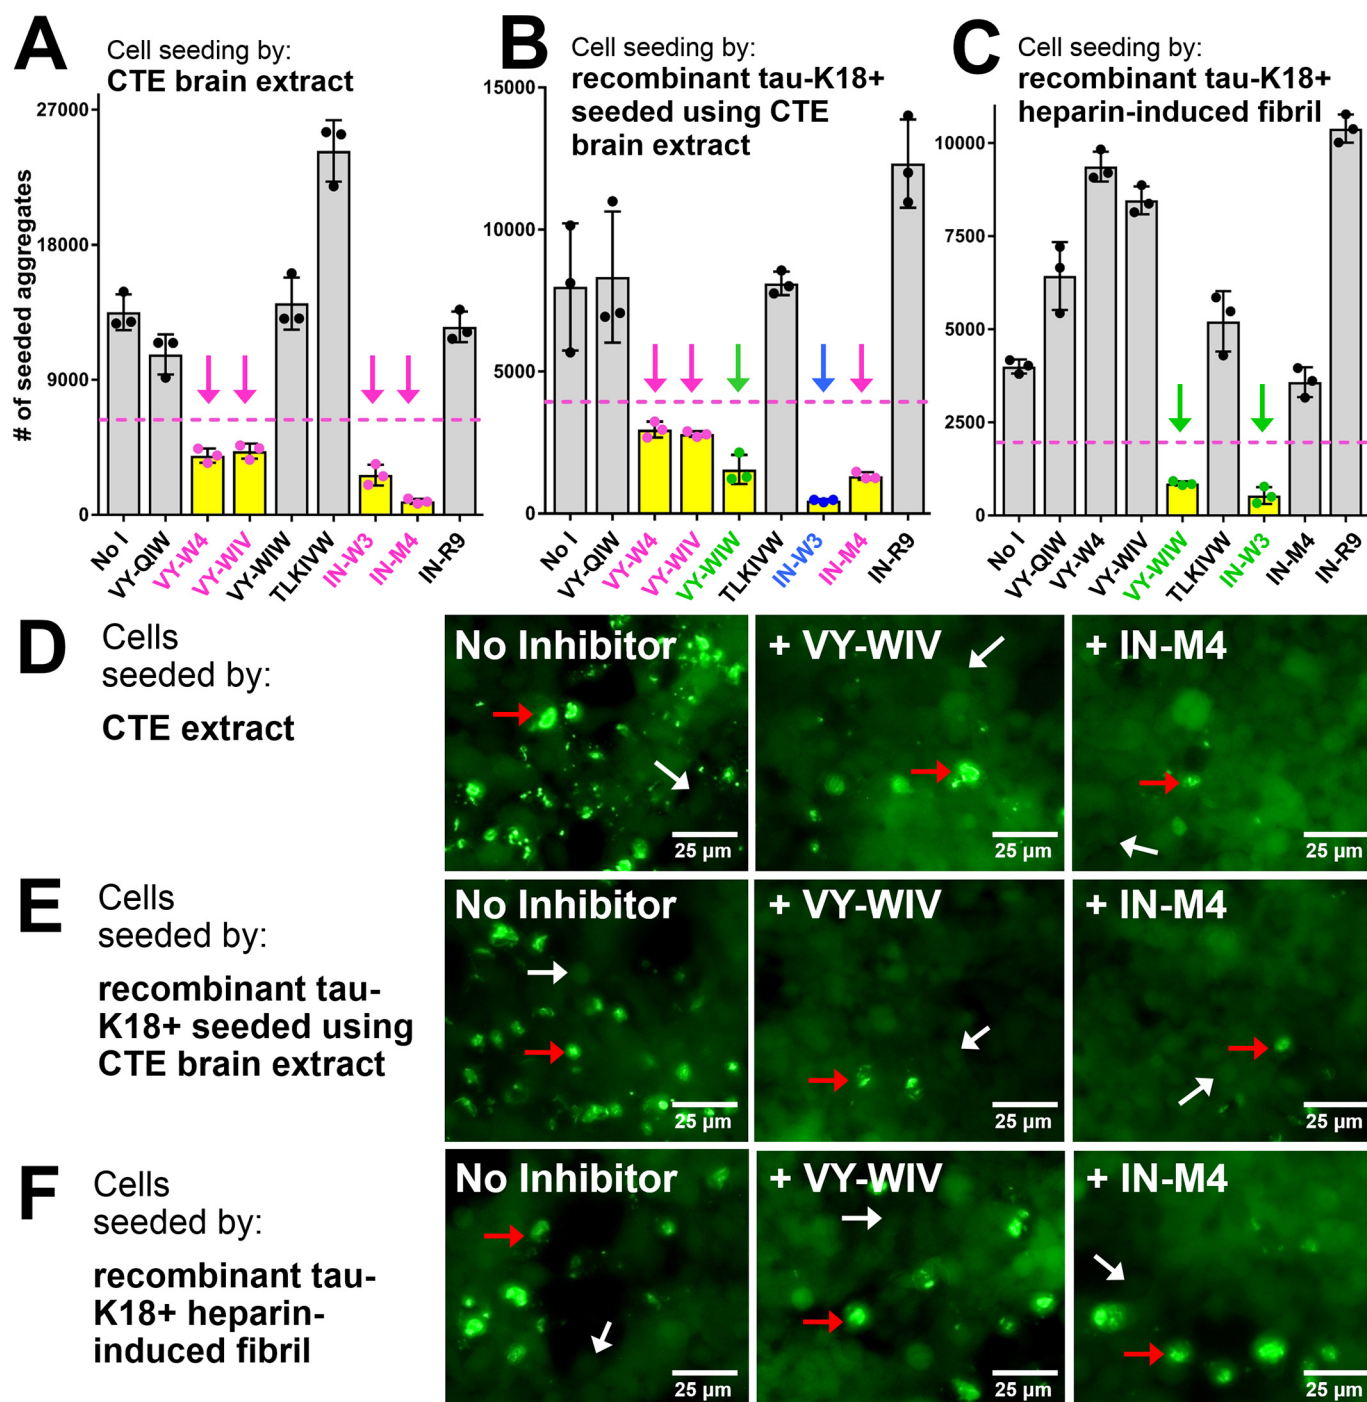 A
Cell seeding by:
CTE brain extract
# of seeded aggregates
27000
18000
9000
0
No I
VY-QIW
VY-W4
VY-WIV
VY-WIW
TLKIVW
IN-W3
IN-M4
IN-R9
B
Cell seeding by:
recombinant tau-K18+
seeded using CTE
brain extract
15000
10000
5000
0
No I
VY-QIW
VY-W4
VY-WIV
VY-WIW
TLKIVW
IN-W3
IN-M4
IN-R9
C
Cell seeding by:
recombinant tau-K18+
heparin-induced fibril
10000
7500
5000
2500
0
No I
VY-QIW
VY-W4
VY-WIV
VY-WIW
TLKIVW
IN-W3
IN-M4
IN-R9
D
Cells
seeded by:
CTE extract
No Inhibitor
25 µm
+ VY-WIV
25 µm
+ IN-M4
25 µm
E
Cells
seeded by:
recombinant tau-
K18+ seeded using
CTE brain extract
No Inhibitor
25 µm
+ VY-WIV
25 µm
+ IN-M4
25 µm
F
Cells
seeded by:
recombinant tau-
K18+ heparin-
induced fibril
No Inhibitor
25 µm
+ VY-WIV
25 µm
+ IN-M4
25 µm